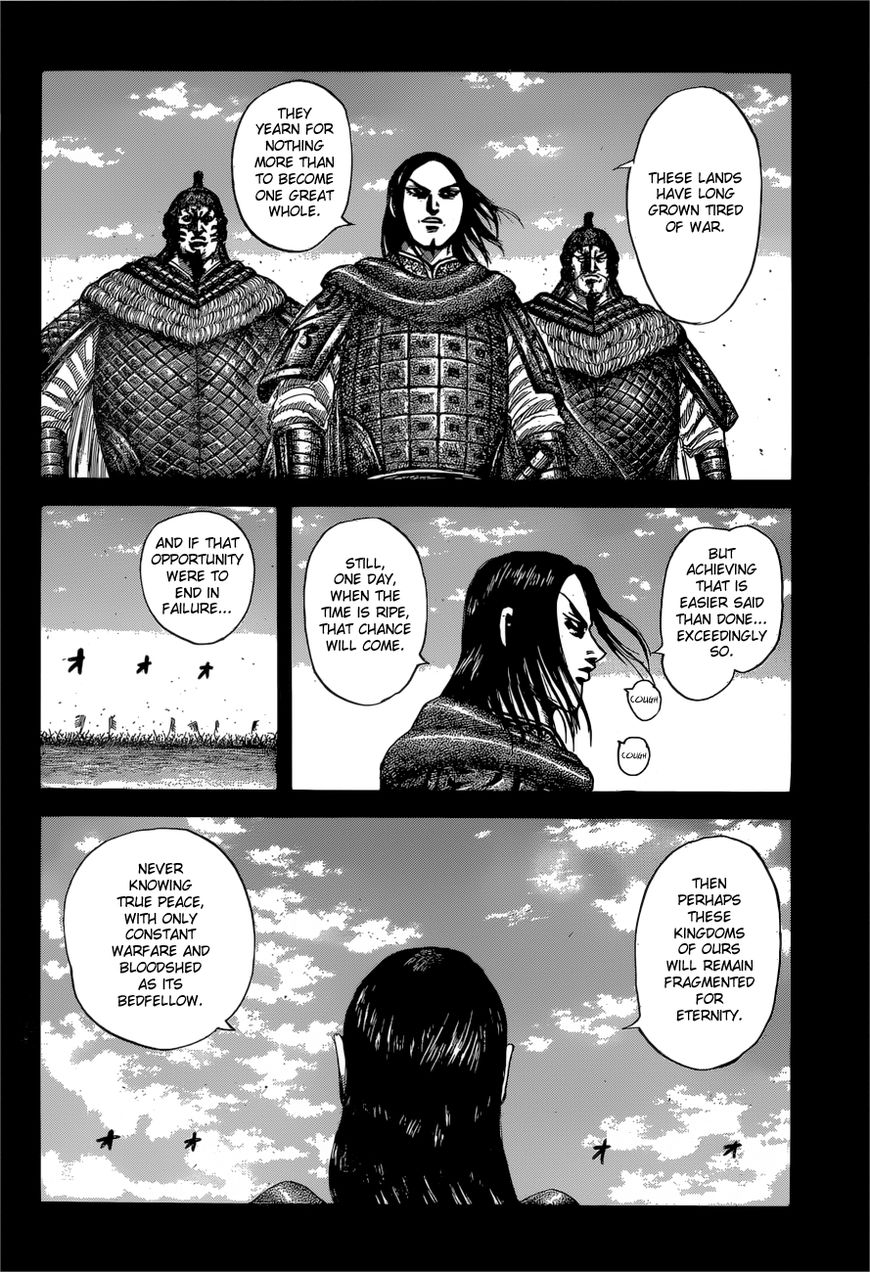 THESE LANDS
HAVE LONG
GROWN TIRED
OF WAR.
THEY
YEARN FOR
NOTHING
MORE THAN
TO BECOME
ONE GREAT
WHOLE.
BUT
ACHIEVING
THAT IS
EASIER SAID
THAN DONE...
EXCEEDINGLY
SO.
COUGH
COUGH
STILL,
ONE DAY,
WHEN THE
TIME IS RIPE,
THAT CHANCE
WILL COME.
AND IF THAT
OPPORTUNITY
WERE TO
END IN
FAILURE...
THEN
PERHAPS
THESE
KINGDOMS
OF OURS
WILL REMAIN
FRAGMENTED
FOR
ETERNITY.
NEVER
KNOWING
TRUE PEACE,
WITH ONLY
CONSTANT
WARFARE AND
BLOODSHED
AS ITS
BEDFELLOW.